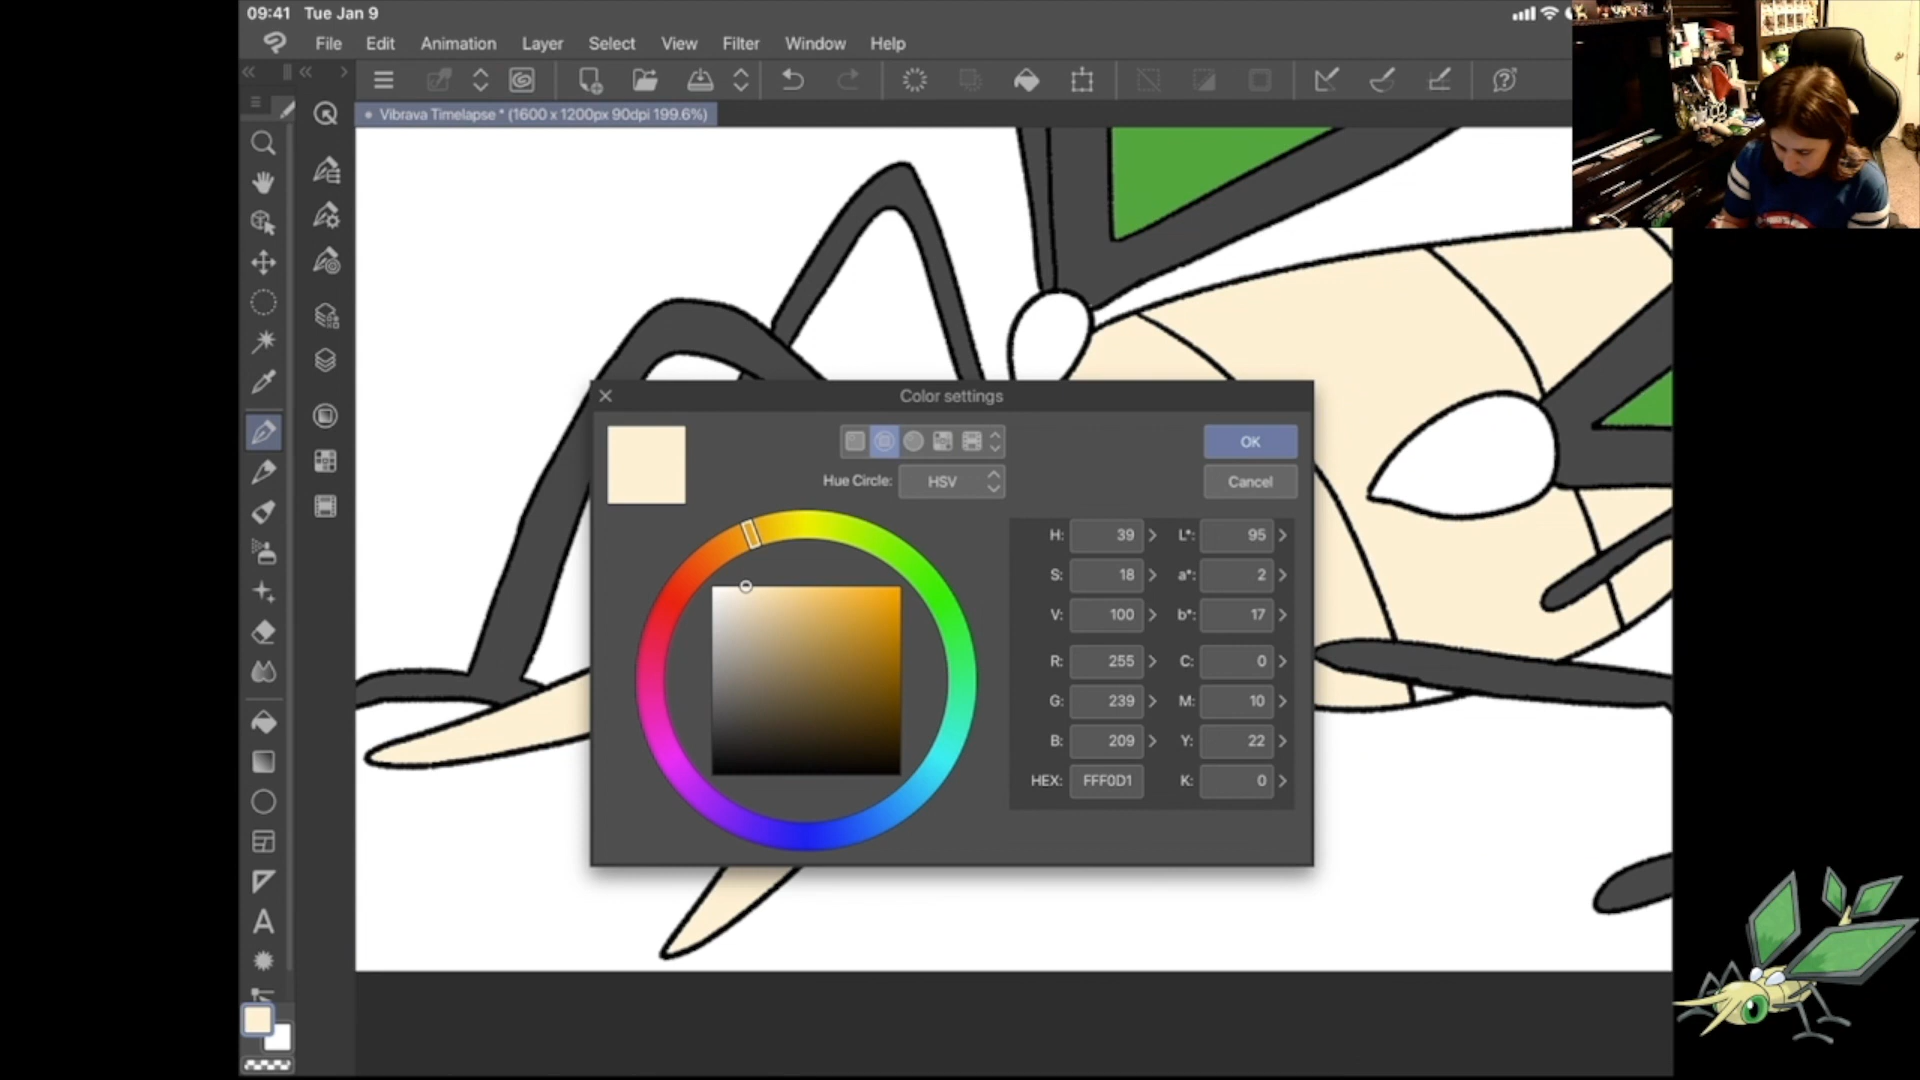 09:41 Tue Jan 9
File Edit Animation Layer Select View Filter Window Help
Vibrava Timelapse * (1600 x 1200px 90dpi 199.6%)
Color settings
OK
Hue Circle: HSV
Cancel
H: 39 L*: 95
S: 18 a*: 2
V: 100 b*: 17
R: 255 C: 0
G: 239 M: 10
B: 209 Y: 22
HEX: FFF0D1 K: 0
A